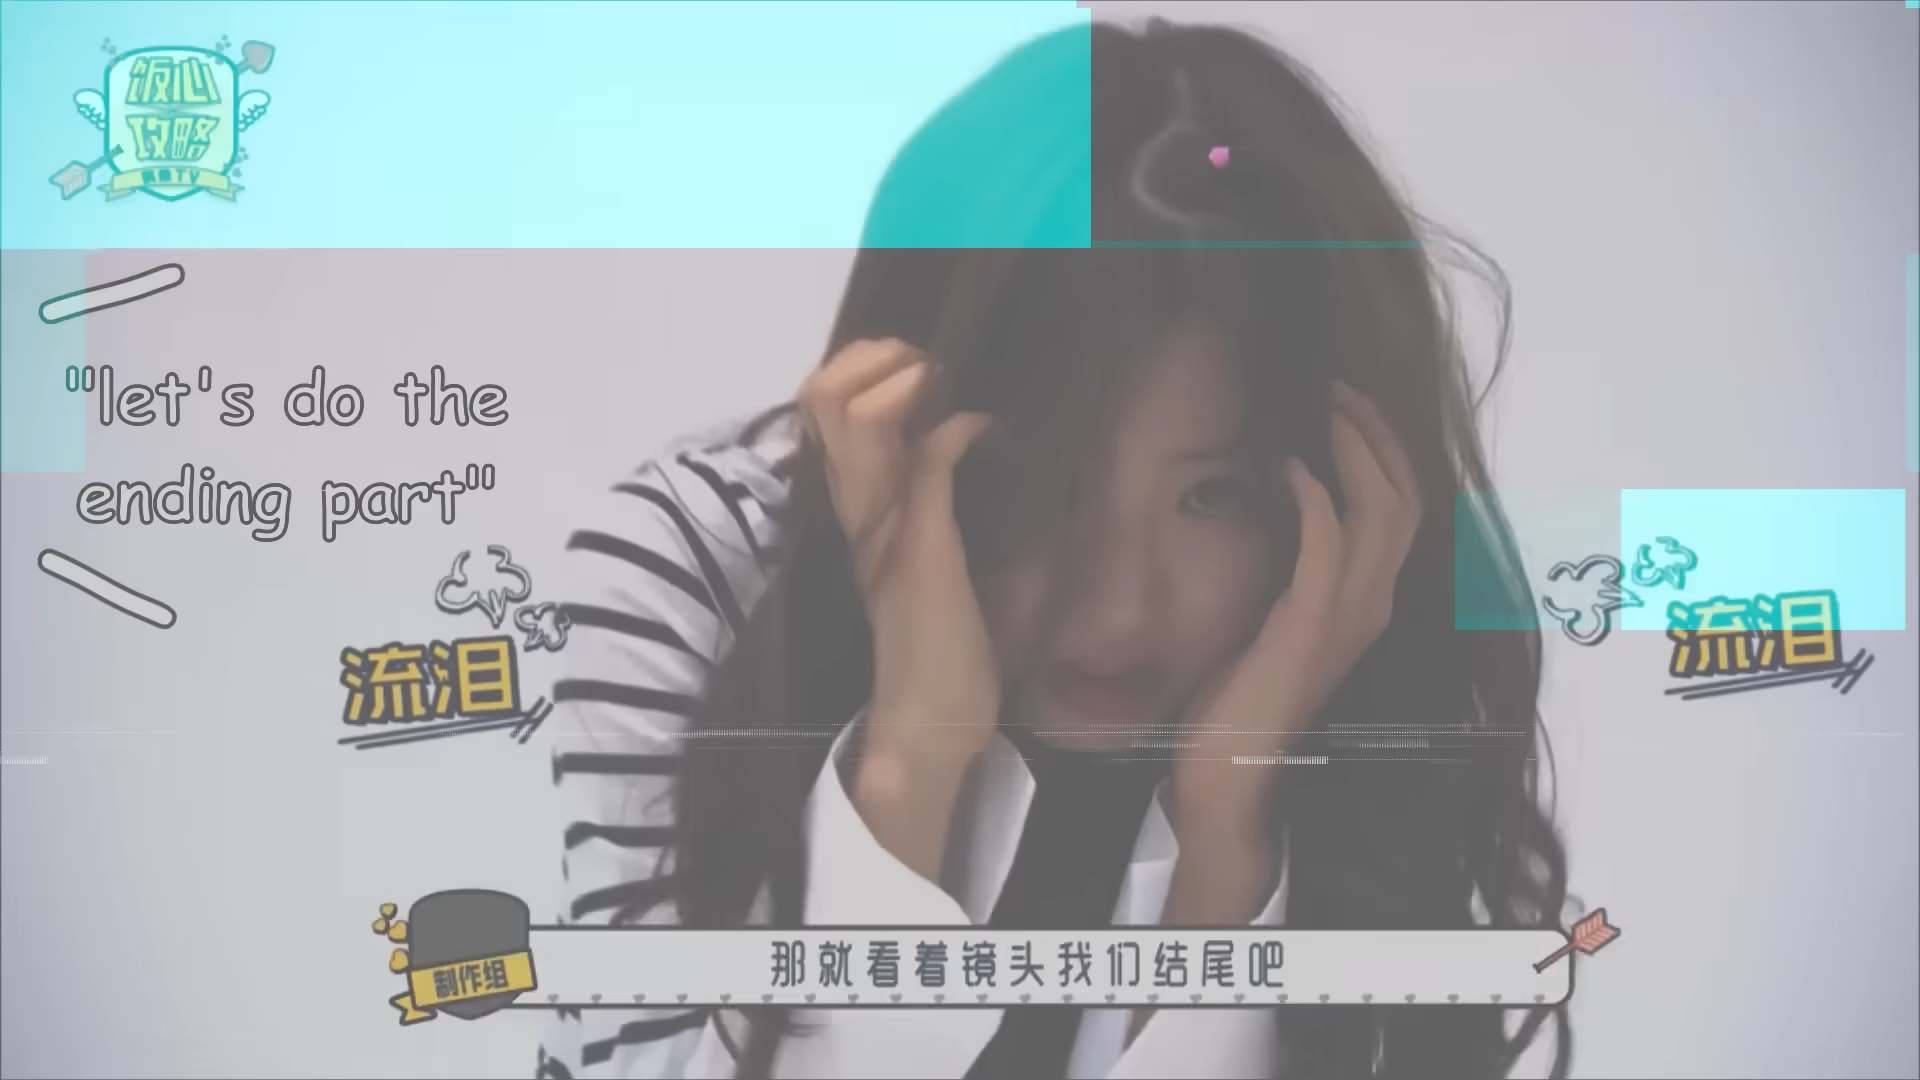 饭心
攻略
"let's do the
ending part"
流泪
流泪
制作组
那就看着镜头我们结尾吧